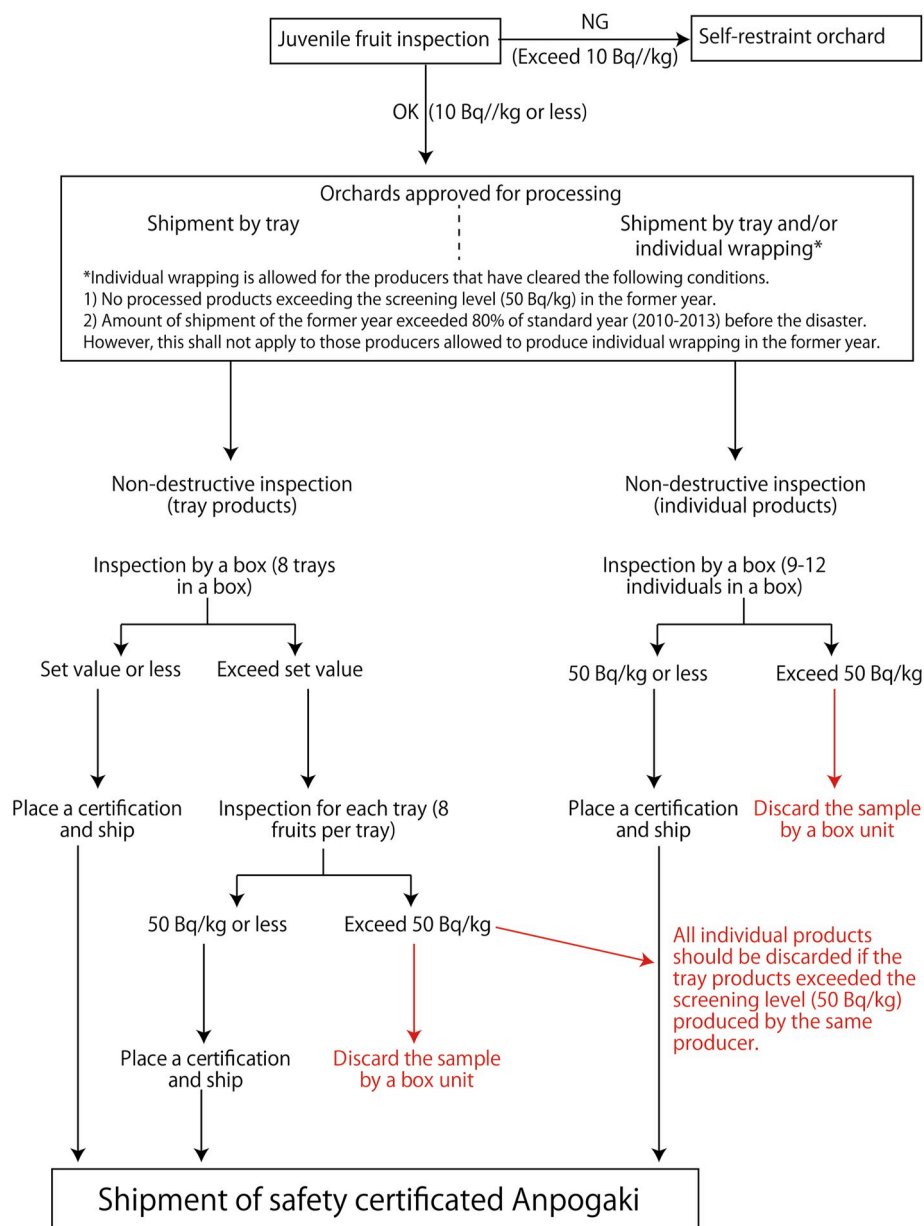 Juvenile fruit inspection
NG
(Exceed 10 Bq//kg)
Self-restraint orchard
OK (10 Bq//kg or less)
Orchards approved for processing
Shipment by tray
Shipment by tray and/or
individual wrapping*
*Individual wrapping is allowed for the producers that have cleared the following conditions.
1) No processed products exceeding the screening level (50 Bq/kg) in the former year.
2) Amount of shipment of the former year exceeded 80% of standard year (2010-2013) before the disaster.
However, this shall not apply to those producers allowed to produce individual wrapping in the former year.
Non-destructive inspection
(tray products)
Non-destructive inspection
(individual products)
Inspection by a box (8 trays
in a box)
Inspection by a box (9-12
individuals in a box)
Set value or less
Exceed set value
50 Bq/kg or less
Exceed 50 Bq/kg
Place a certification
and ship
Inspection for each tray (8
fruits per tray)
Place a certification
and ship
Discard the sample
by a box unit
50 Bq/kg or less
Exceed 50 Bq/kg
All individual products
should be discarded if the
tray products exceeded the
screening level (50 Bq/kg)
produced by the same
producer.
Place a certification
and ship
Discard the sample
by a box unit
Shipment of safety certificated Anpogaki